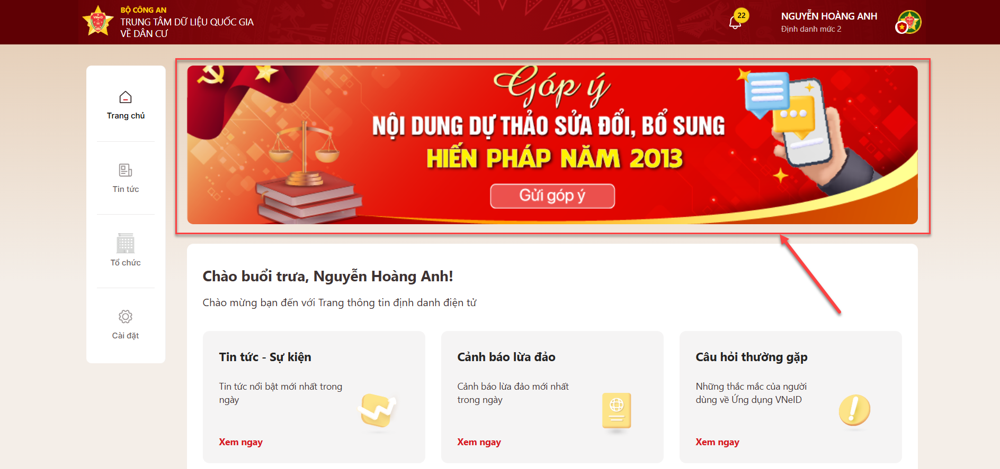 VNeID
BỘ CÔNG AN
TRUNG TÂM DỮ LIỆU QUỐC GIA
VỀ DÂN CƯ
22
NGUYỄN HOÀNG ANH
Định danh mức 2
Trang chủ
Tin tức
Tổ chức
Cài đặt
Góp ý
NỘI DUNG DỰ THẢO SỬA ĐỔI, BỔ SUNG
HIẾN PHÁP NĂM 2013
Gửi góp ý
Chào buổi trưa, Nguyễn Hoàng Anh!
Chào mừng bạn đến với Trang thông tin định danh điện tử
Tin tức - Sự kiện
Tin tức nổi bật mới nhất trong
ngày
Xem ngay
Cảnh báo lừa đảo
Cảnh báo lừa đảo mới nhất
trong ngày
Xem ngay
Câu hỏi thường gặp
Những thắc mắc của người
dùng về Ứng dụng VNeID
Xem ngay